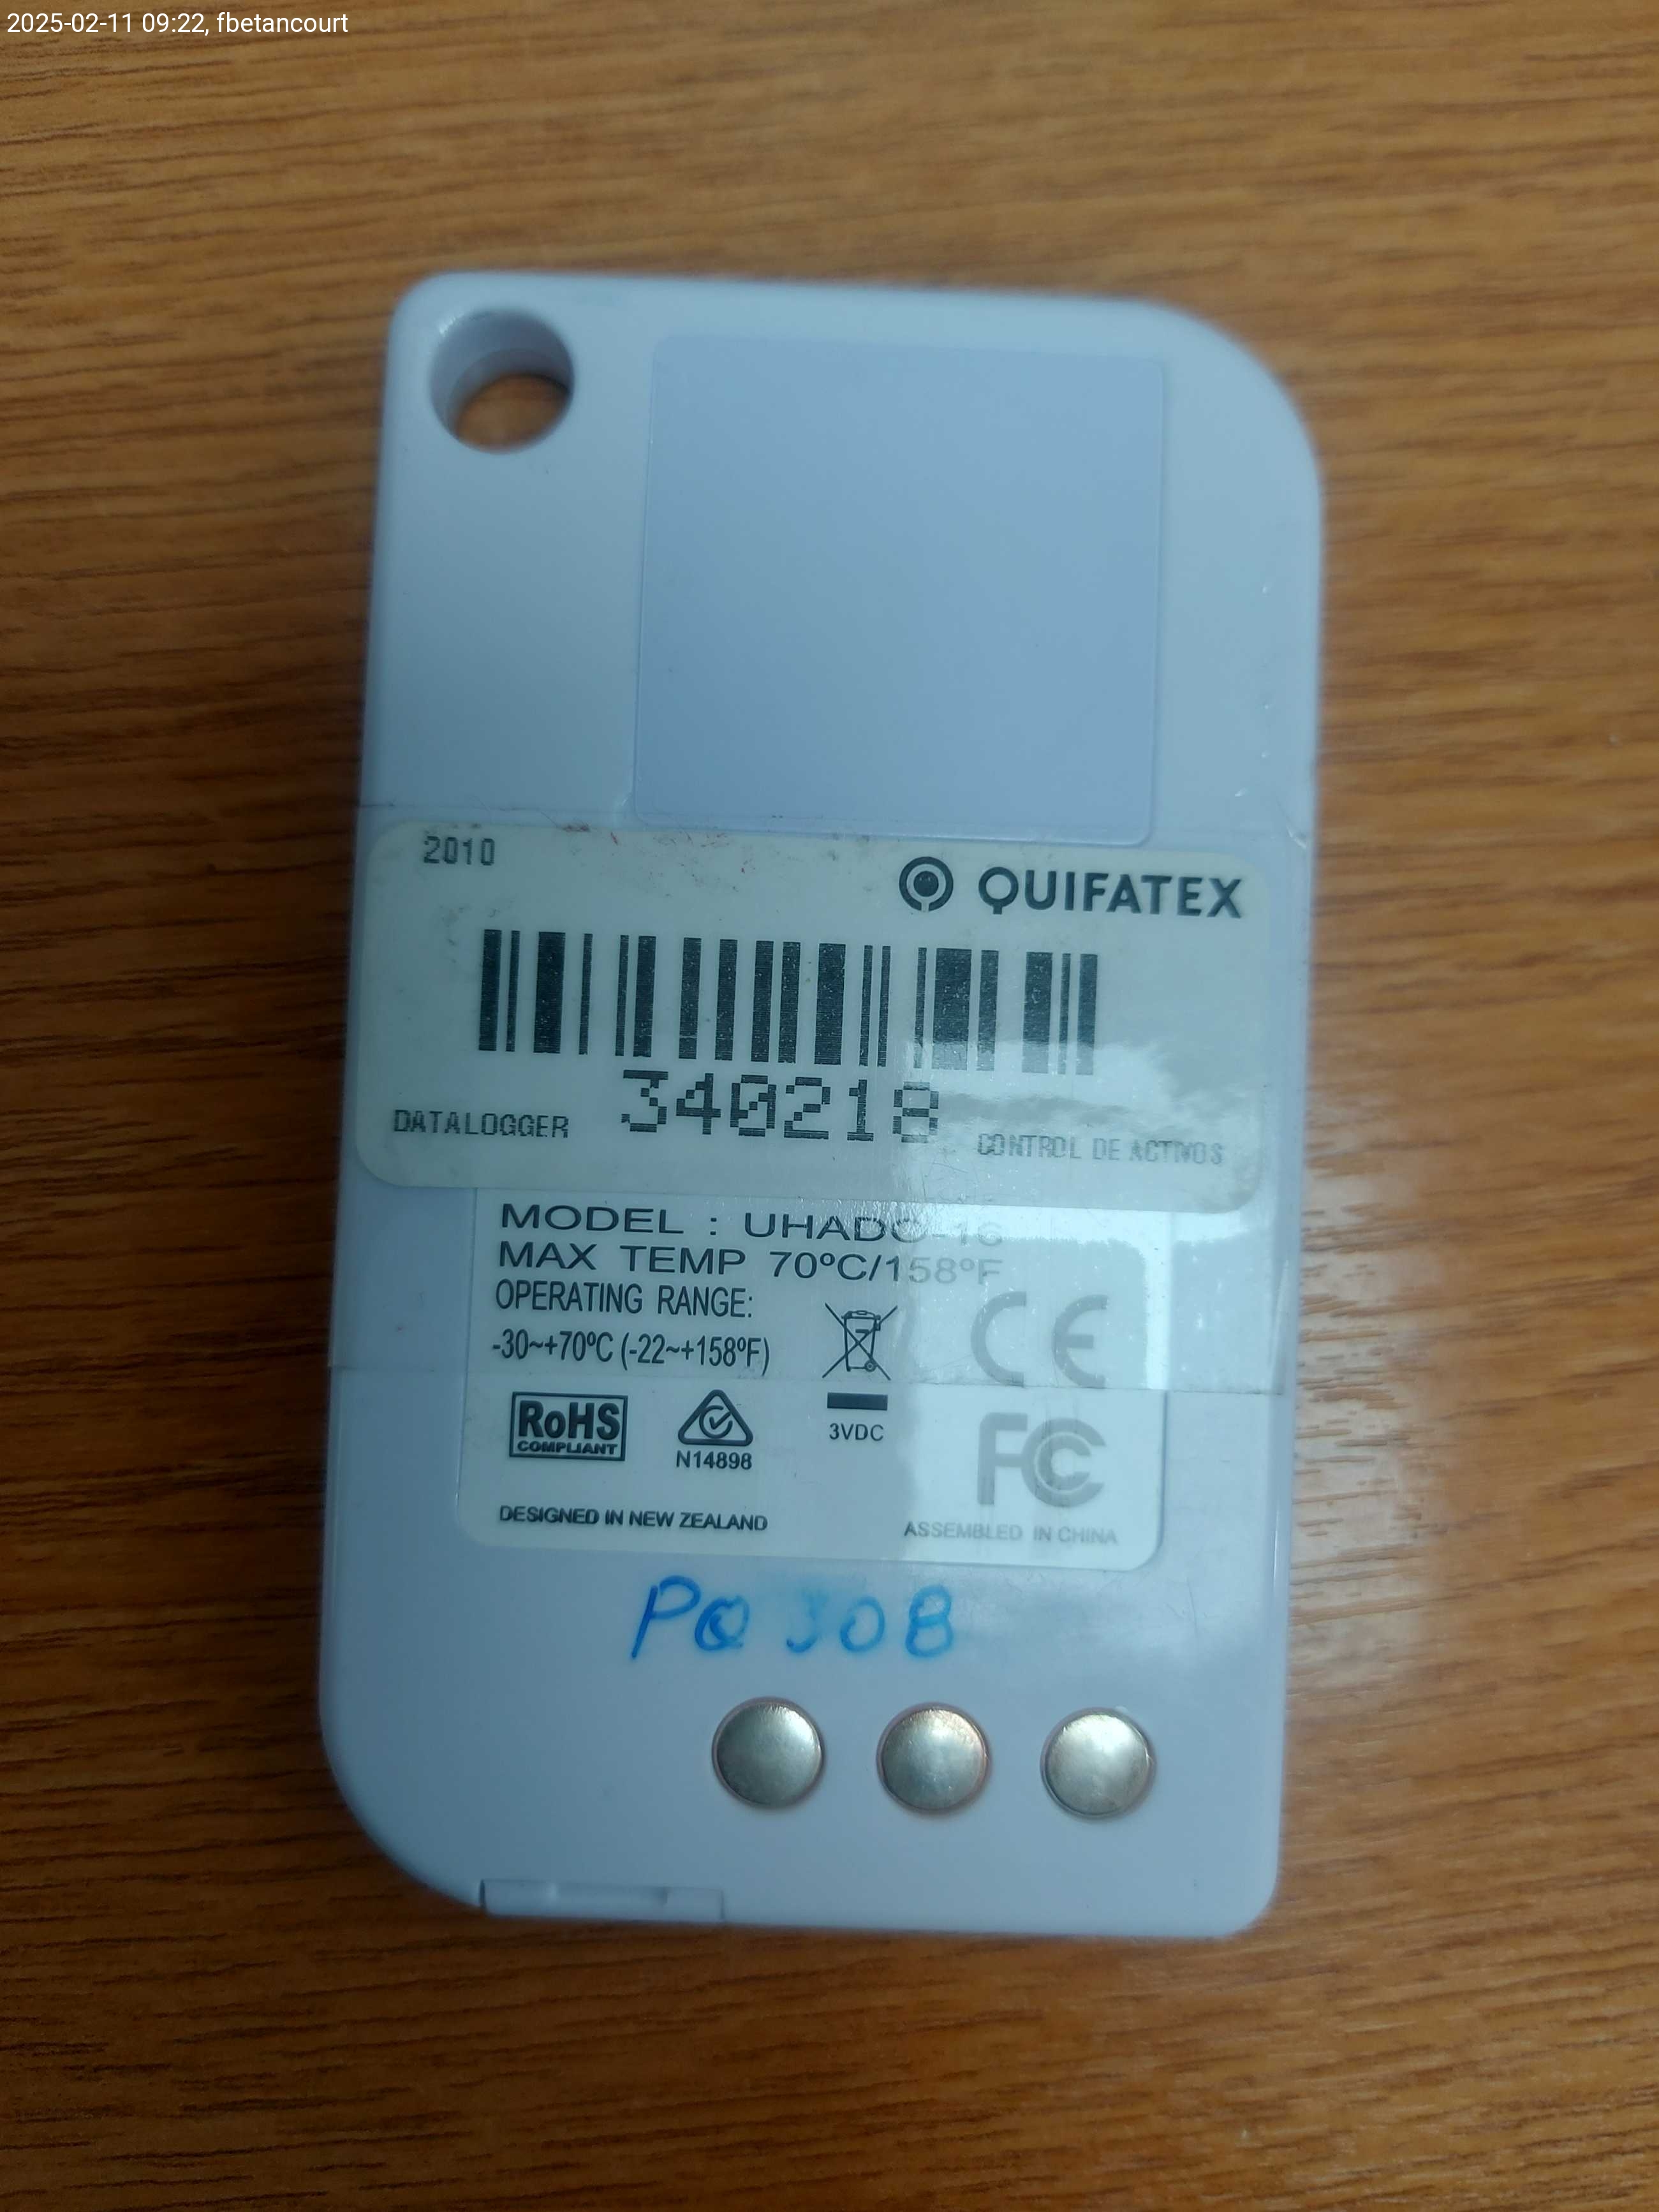 2025-02-11 09:22, fbetancourt
2010
QUIFATEX
340218
DATALOGGER
CONTROL DE ACTIVOS
MODEL : UHADO-16
MAX TEMP 70ºC/158ºF
OPERATING RANGE:
-30~+70ºC (-22~+158ºF)
CE
RoHS
COMPLIANT
N14898
3VDC
FC
DESIGNED IN NEW ZEALAND
ASSEMBLED IN CHINA
PQ 308